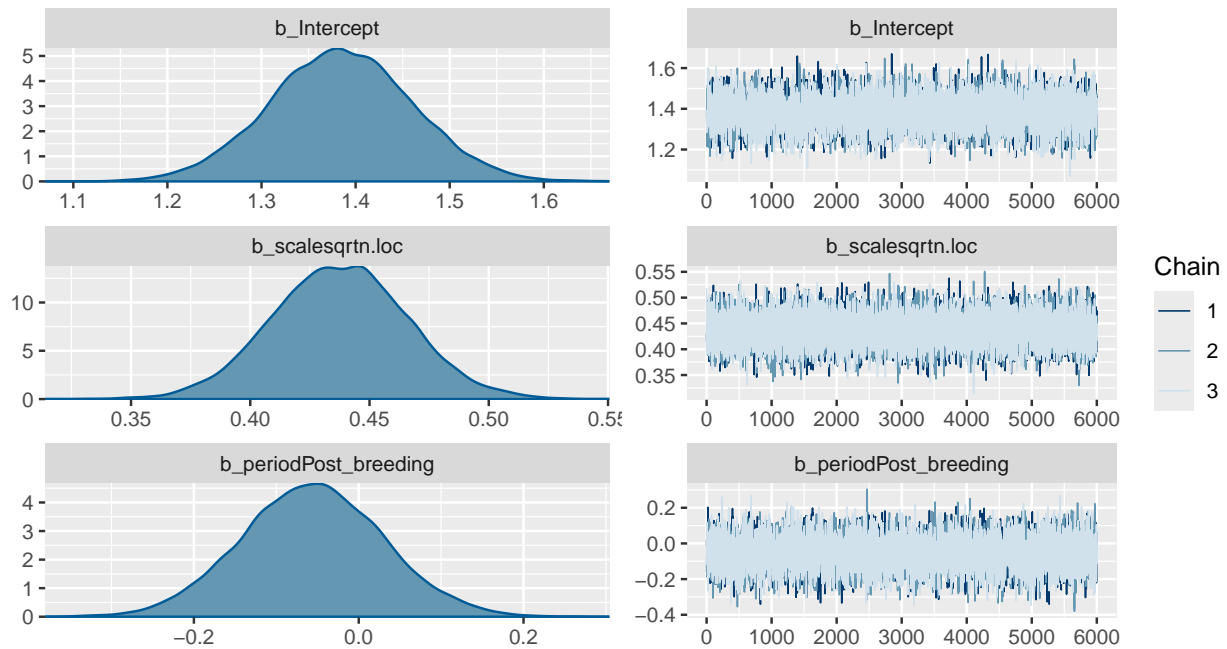 b_Intercept
5
4
3
2
1
0
1.1 1.2 1.3 1.4 1.5 1.6
b_Intercept
1.6
1.4
1.2
0 1000 2000 3000 4000 5000 6000
b_scalesqrtn.loc
10
5
0
0.35 0.40 0.45 0.50 0.55
b_scalesqrtn.loc
0.55
0.50
0.45
0.40
0.35
0 1000 2000 3000 4000 5000 6000
b_periodPost_breeding
4
3
2
1
0
−0.2 0.0 0.2
b_periodPost_breeding
0.2
0.0
−0.2
−0.4
0 1000 2000 3000 4000 5000 6000
Chain
1
2
3